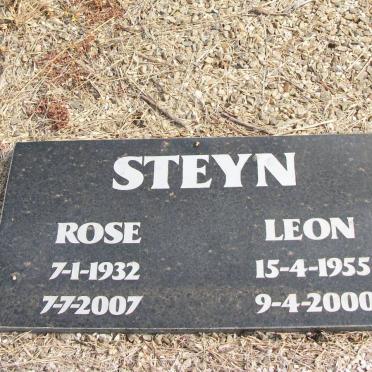 STEYN
ROSE LEON
7-1-1932 15-4-1955
7-7-2007 9-4-2000